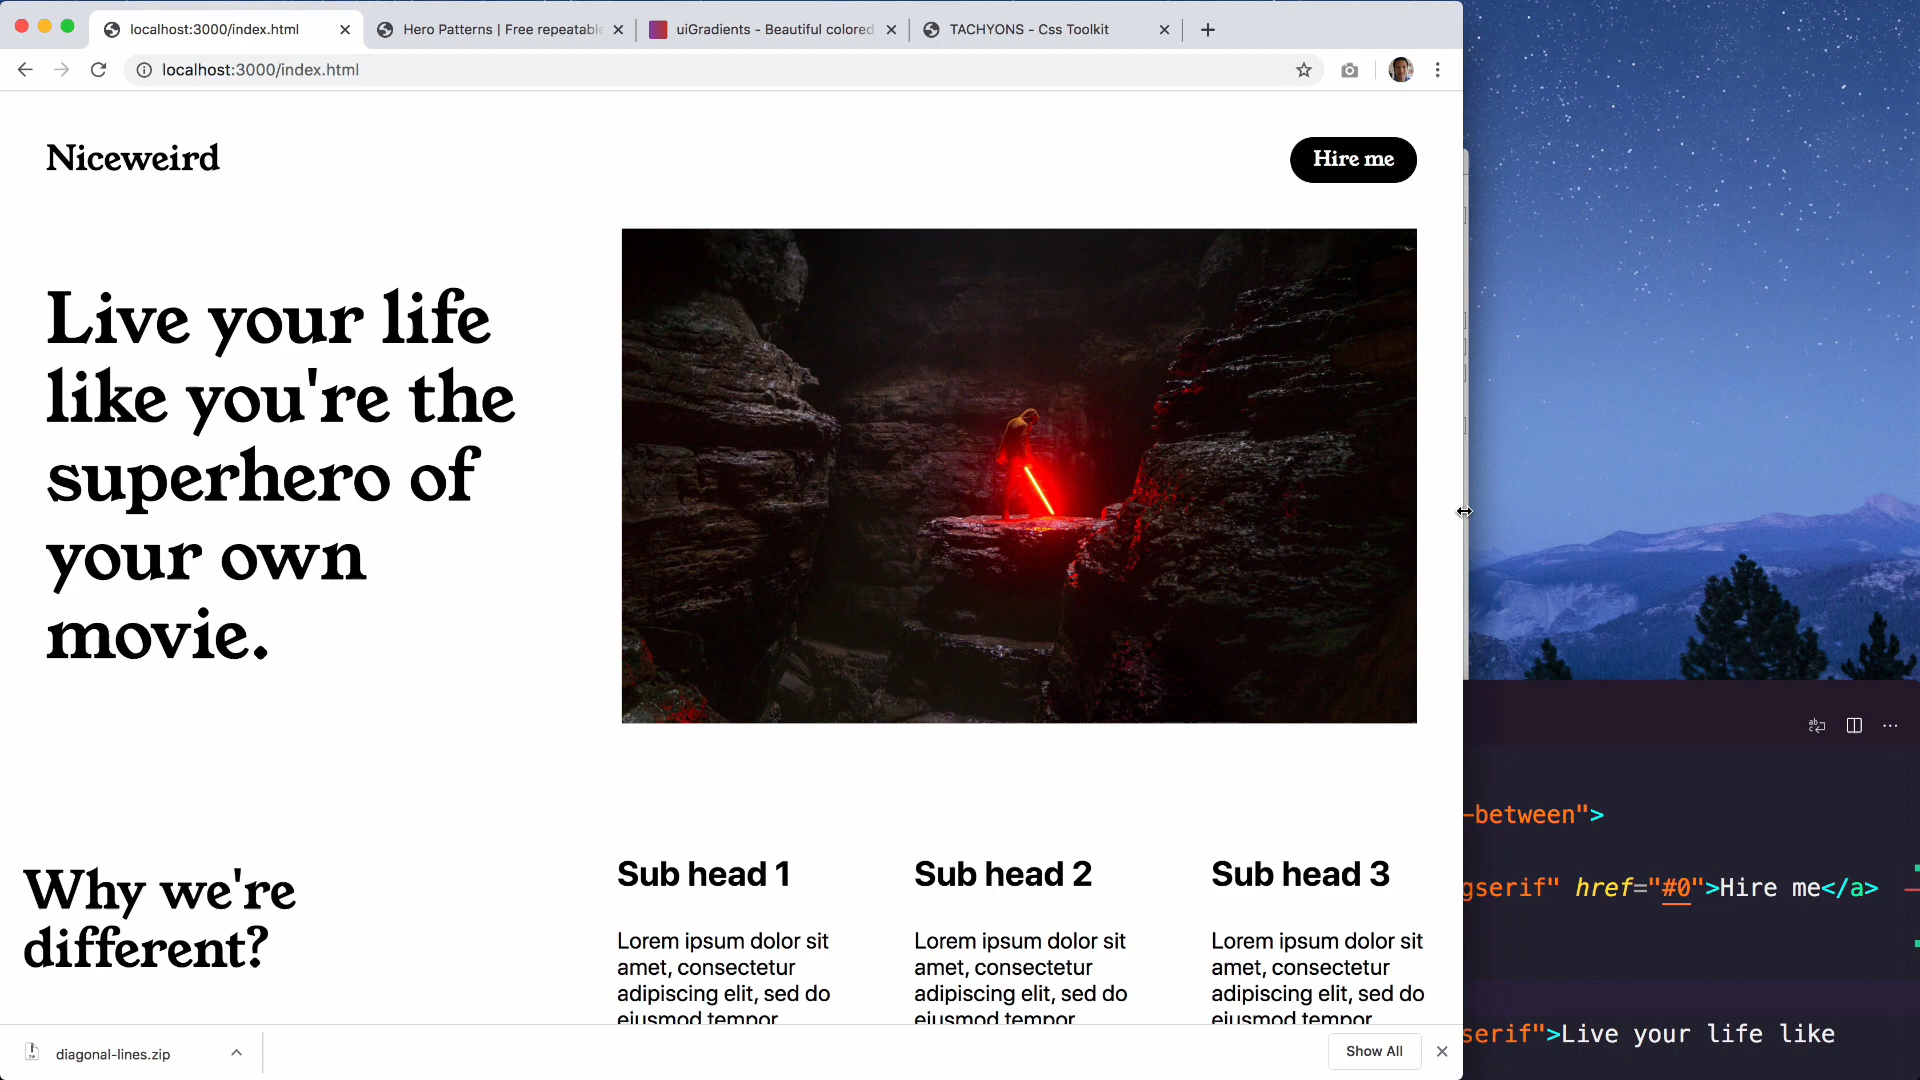 localhost:3000/index.html
Hero Patterns | Free repeatable
uiGradients - Beautiful colored
TACHYONS - Css Toolkit
localhost:3000/index.html
Niceweird
Hire me
Live your life
like you're the
superhero of
your own
movie.
Why we're
different?
Sub head 1
Lorem ipsum dolor sit
amet, consectetur
adipiscing elit, sed do
eiusmod tempor
Sub head 2
Lorem ipsum dolor sit
amet, consectetur
adipiscing elit, sed do
eiusmod tempor
Sub head 3
Lorem ipsum dolor sit
amet, consectetur
adipiscing elit, sed do
eiusmod tempor
diagonal-lines.zip
Show All
-between">
gserif" href="#0">Hire me</a>
serif">Live your life like